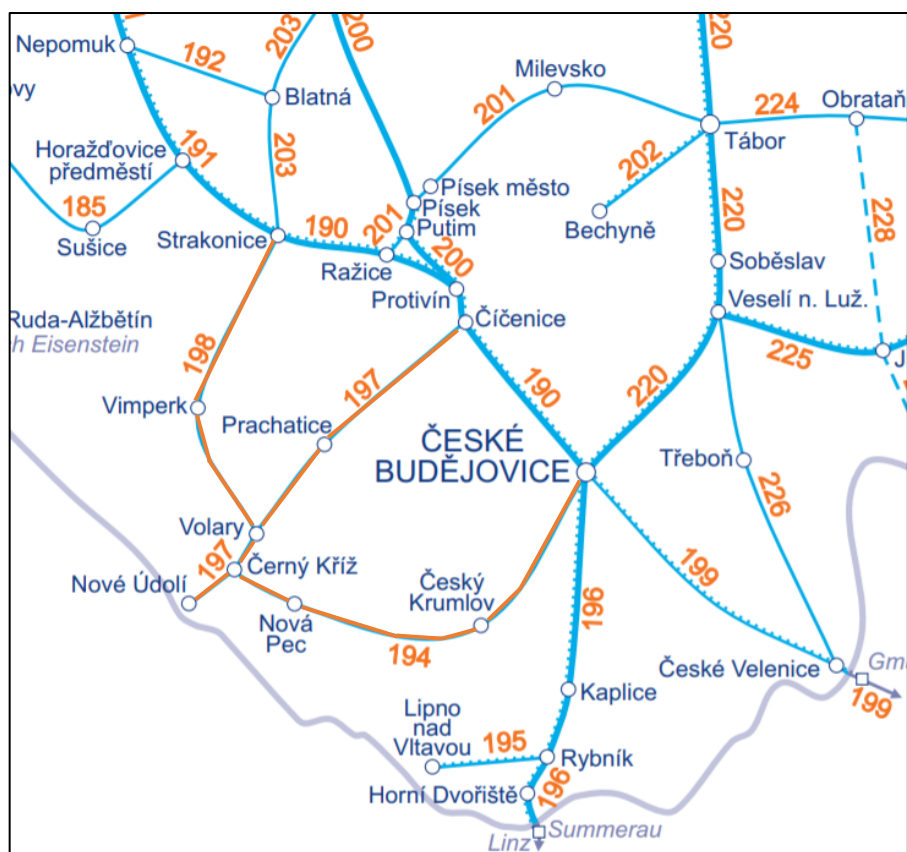 220
200
203
Nepomuk
192
Milevsko
201
Blatná
224
Obrataň
ovy
Tábor
191
203
202
Horažďovice
předměstí
Písek město
Písek
185
190
201
Putim
Bechyně
220
228
Sušice
Strakonice
Ražice
200
Soběslav
Protivín
Veselí n. Luž.
Ruda-Alžbětín
ch Eisenstein
Číčenice
198
225
J
197
190
220
Vimperk
Prachatice
ČESKÉ
BUDĚJOVICE
Třeboň
226
Volary
197
Černý Kříž
199
Nové Údolí
Český
Krumlov
196
Nová
Pec
194
České Velenice
Gm
199
Kaplice
Lipno
nad
Vltavou
195
Rybník
Horní Dvořiště
196
Summerau
Linz